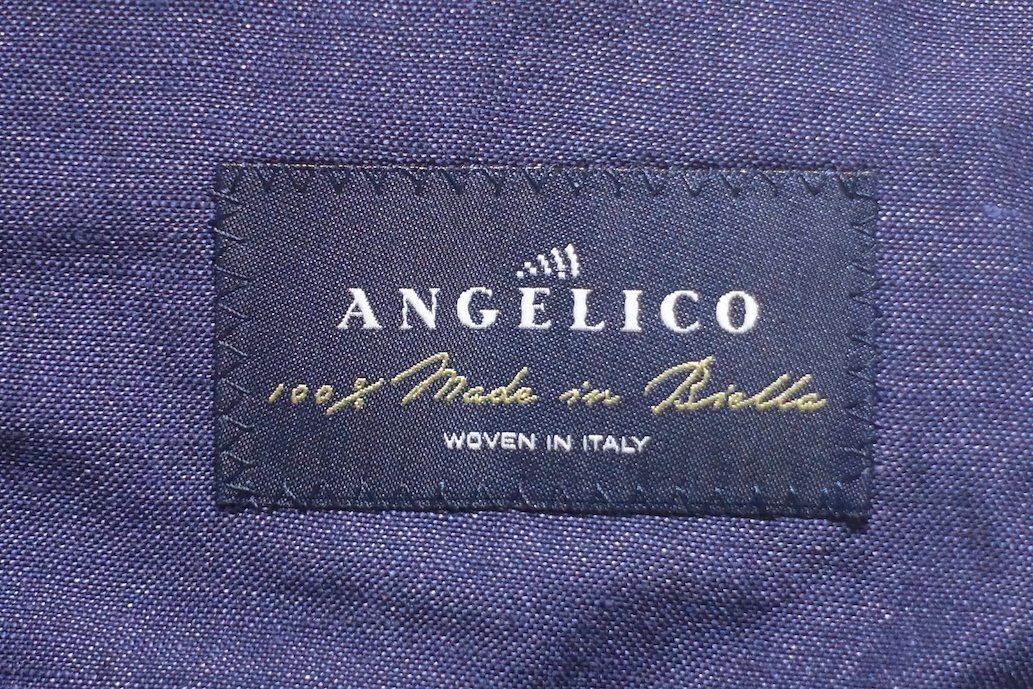 ANGELICO
100% Made in Biella
WOVEN IN ITALY